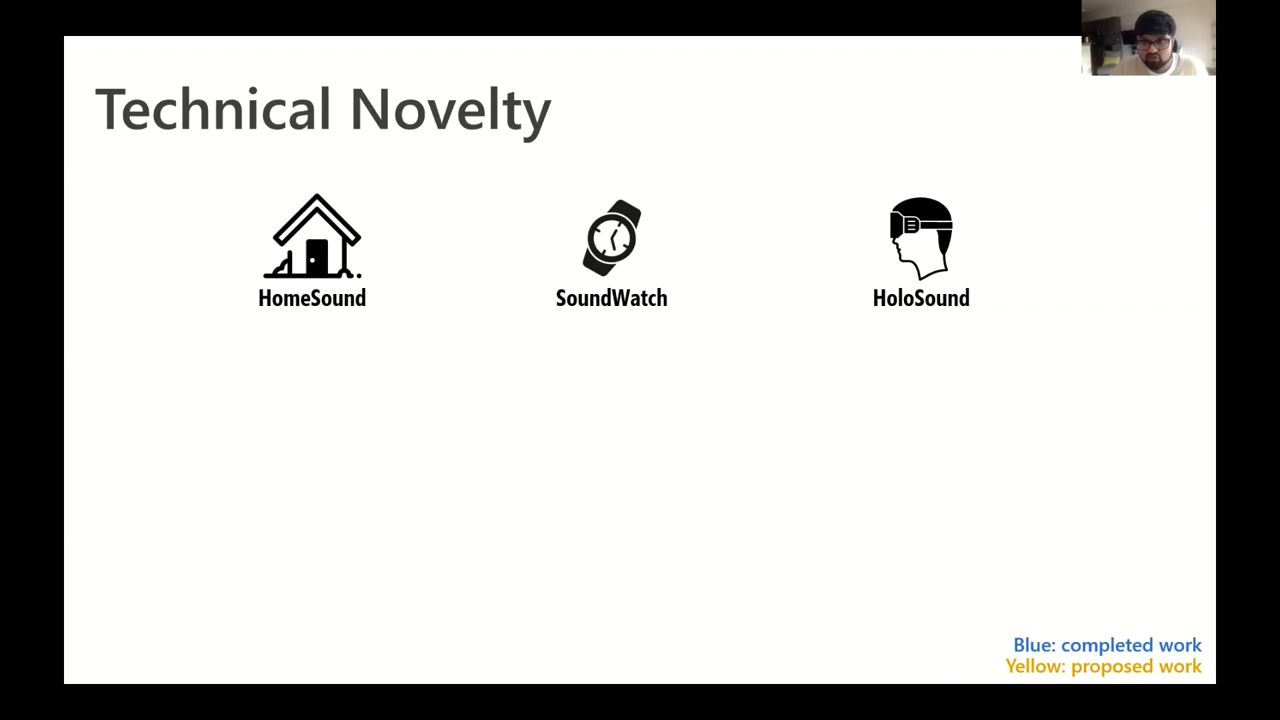 Technical Novelty
HomeSound
SoundWatch
HoloSound
Blue: completed work
Yellow: proposed work